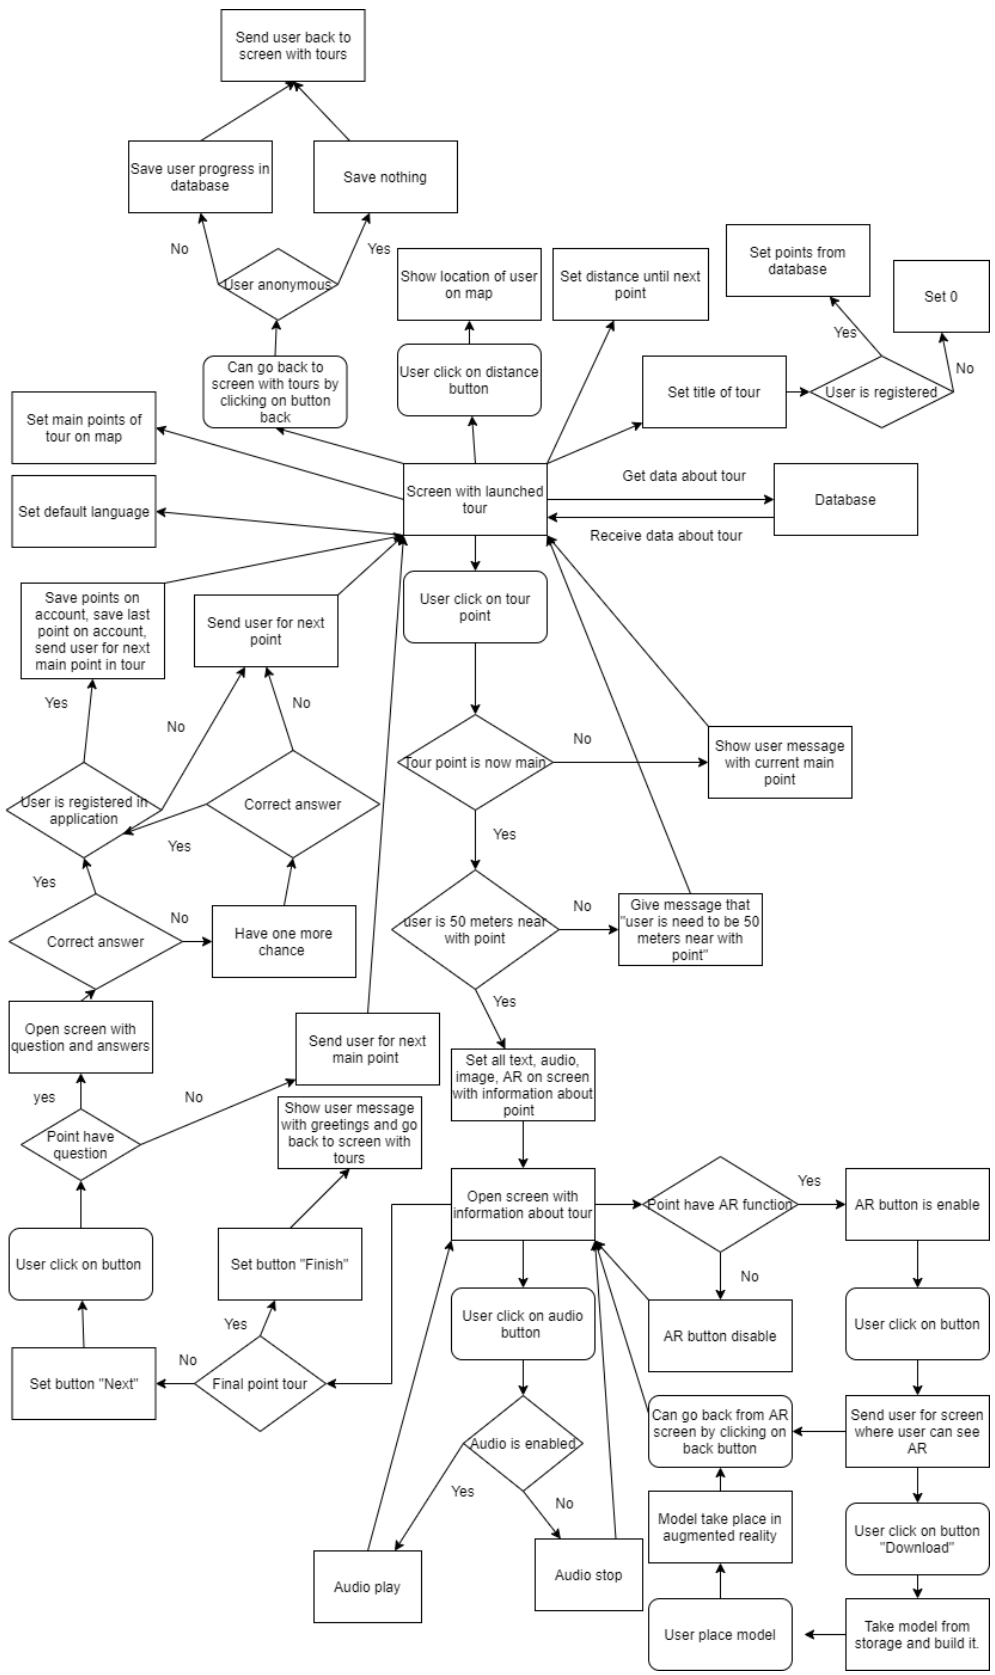 Send user back to
screen with tours
Save user progress in
database
Save nothing
No
Yes
User anonymous
Show location of user
on map
Set distance until next
point
Set points from
database
Set 0
Yes
No
Can go back to
screen with tours by
clicking on button
back
User click on distance
button
Set title of tour
User is registered
Set main points of
tour on map
Set default language
Screen with launched
tour
Get data about tour
Database
Receive data about tour
Save points on
account, save last
point on account,
send user for next
main point in tour
Send user for next
point
User click on tour
point
Yes
No
No
Tour point is now main
No
Show user message
with current main
point
User is registered in
application
Correct answer
Yes
Yes
Yes
Correct answer
No
Have one more
chance
user is 50 meters near
with point
No
Give message that
"user is need to be 50
meters near with
point"
Yes
Open screen with
question and answers
Send user for next
main point
Set all text, audio,
image, AR on screen
with information about
point
yes
No
Point have
question
Show user message
with greetings and go
back to screen with
tours
Open screen with
information about tour
Point have AR function
Yes
AR button is enable
User click on button
Set button "Finish"
No
User click on audio
button
AR button disable
User click on button
Yes
No
Set button "Next"
Final point tour
Can go back from AR
screen by clicking on
back button
Send user for screen
where user can see
AR
Audio is enabled
Yes
No
Model take place in
augmented reality
User click on button
"Download"
Audio play
Audio stop
User place model
Take model from
storage and build it.